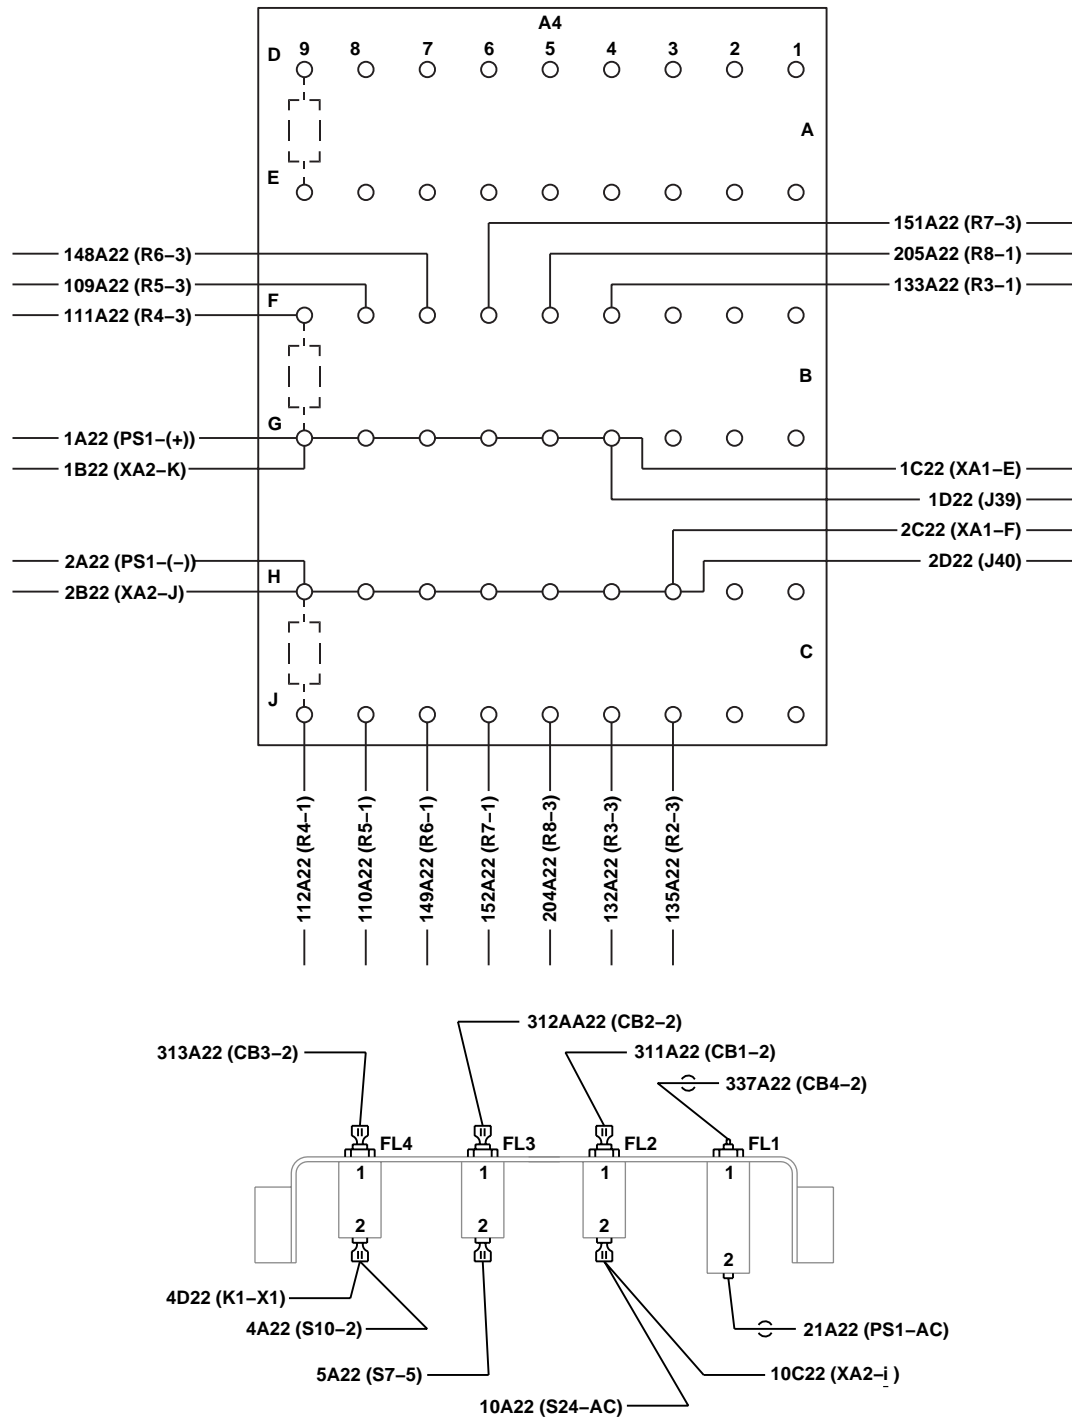 A4
D 9 8 7 6 5 4 3 2 1
A
E
151A22 (R7–3)
148A22 (R6–3) 205A22 (R8–1)
109A22 (R5–3) 133A22 (R3–1)
F
111A22 (R4–3)
B
G
1A22 (PS1–(+))
1B22 (XA2–K) 1C22 (XA1–E)
1D22 (J39)
2C22 (XA1–F)
2A22 (PS1–(–)) 2D22 (J40)
H
2B22 (XA2–J)
C
J
112A22 (R4–1)
110A22 (R5–1)
149A22 (R6–1)
152A22 (R7–1)
204A22 (R8–3)
132A22 (R3–3)
135A22 (R2–3)
312AA22 (CB2–2)
313A22 (CB3–2) 311A22 (CB1–2)
337A22 (CB4–2)
FL4 FL3 FL2 FL1
1 1 1 1
2 2 2
2
4D22 (K1–X1)
4A22 (S10–2) 21A22 (PS1–AC)
5A22 (S7–5) 10C22 (XA2–i )
10A22 (S24–AC)